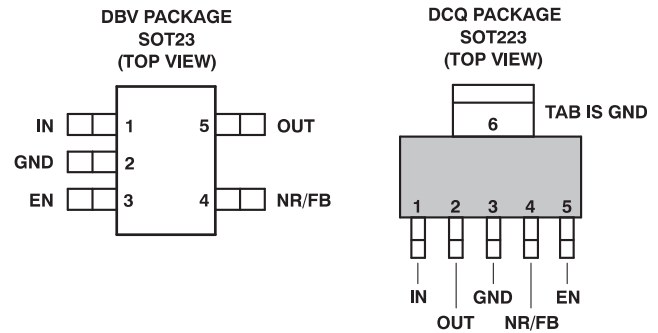 DBV PACKAGE
SOT23
(TOP VIEW)
IN 1 5 OUT
GND 2
EN 3 4 NR/FB
DCQ PACKAGE
SOT223
(TOP VIEW)
6 TAB IS GND
1 2 3 4 5
IN GND EN
OUT NR/FB